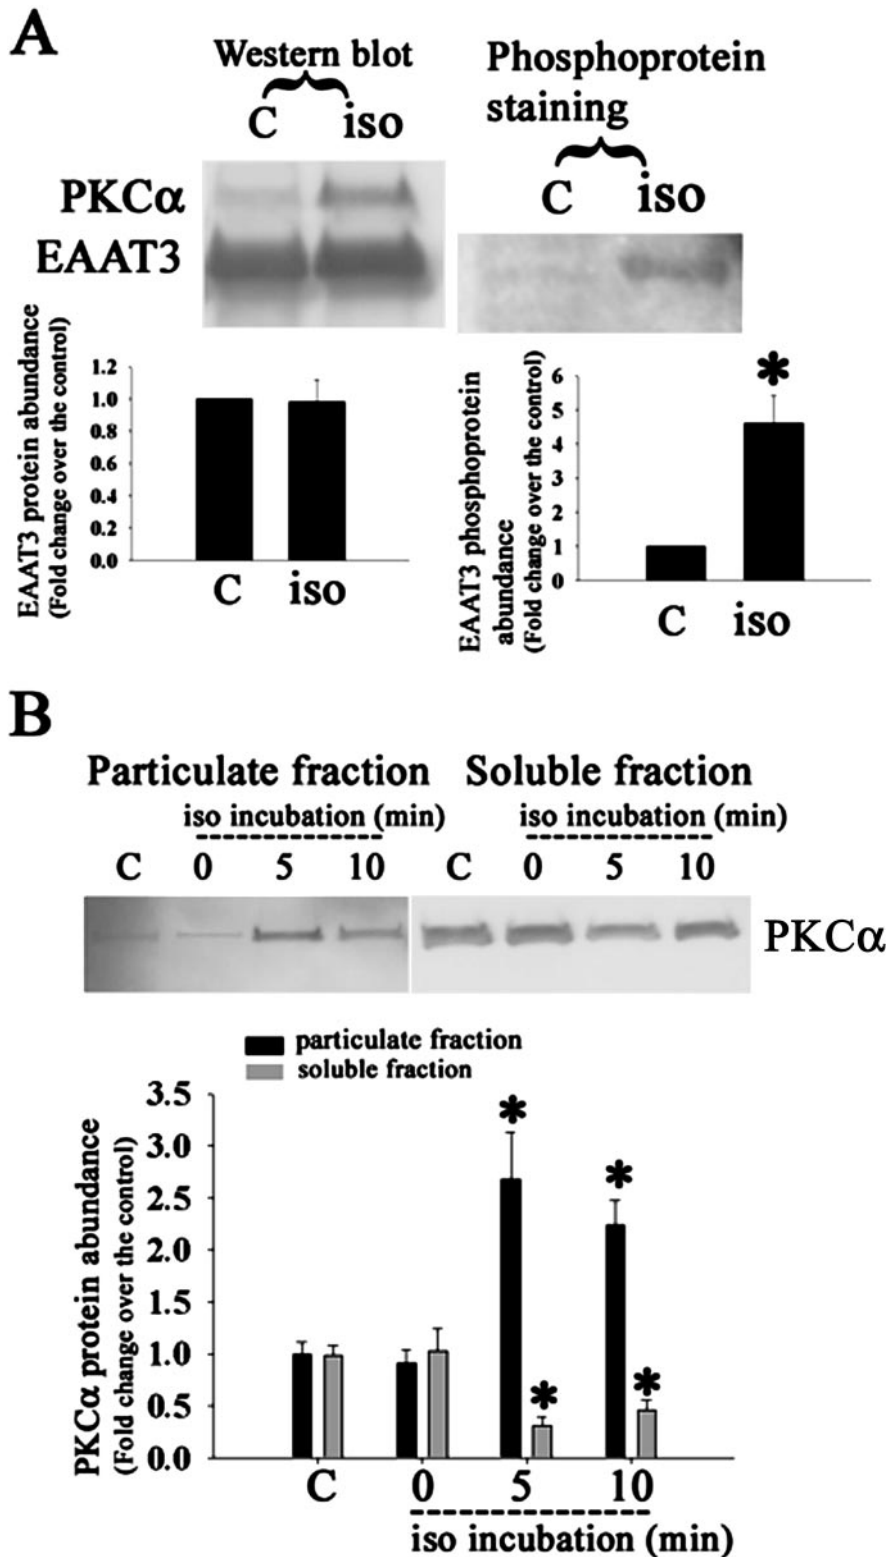 A
Western blot
C iso
Phosphoprotein
staining
C iso
PKCα
EAAT3
EAAT3 protein abundance
(Fold change over the control)
1.2
1.0
0.8
0.6
0.4
0.2
0.0
C iso
*
EAAT3 phosphoprotein
abundance
(Fold change over the control)
6
5
4
3
2
1
0
C iso
B
Particulate fraction
iso incubation (min)
C 0 5 10
Soluble fraction
iso incubation (min)
C 0 5 10
PKCα
particulate fraction
soluble fraction
PKCα protein abundance
(Fold change over the control)
3.5
3.0
2.5
2.0
1.5
1.0
0.5
0.0
* *
* *
C 0 5 10
iso incubation (min)